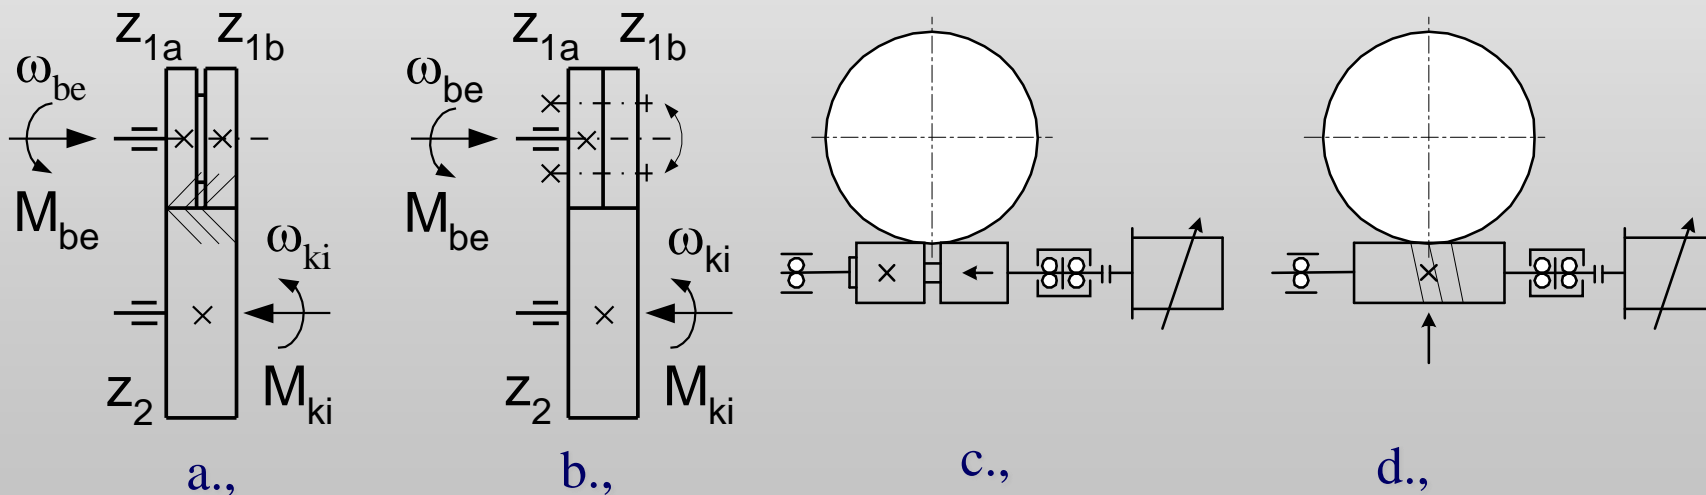 z1a z1b
ωbe
Mbe
ωki
z2
Mki
a.,
z1a z1b
ωbe
Mbe
ωki
z2
Mki
b.,
c.,
d.,